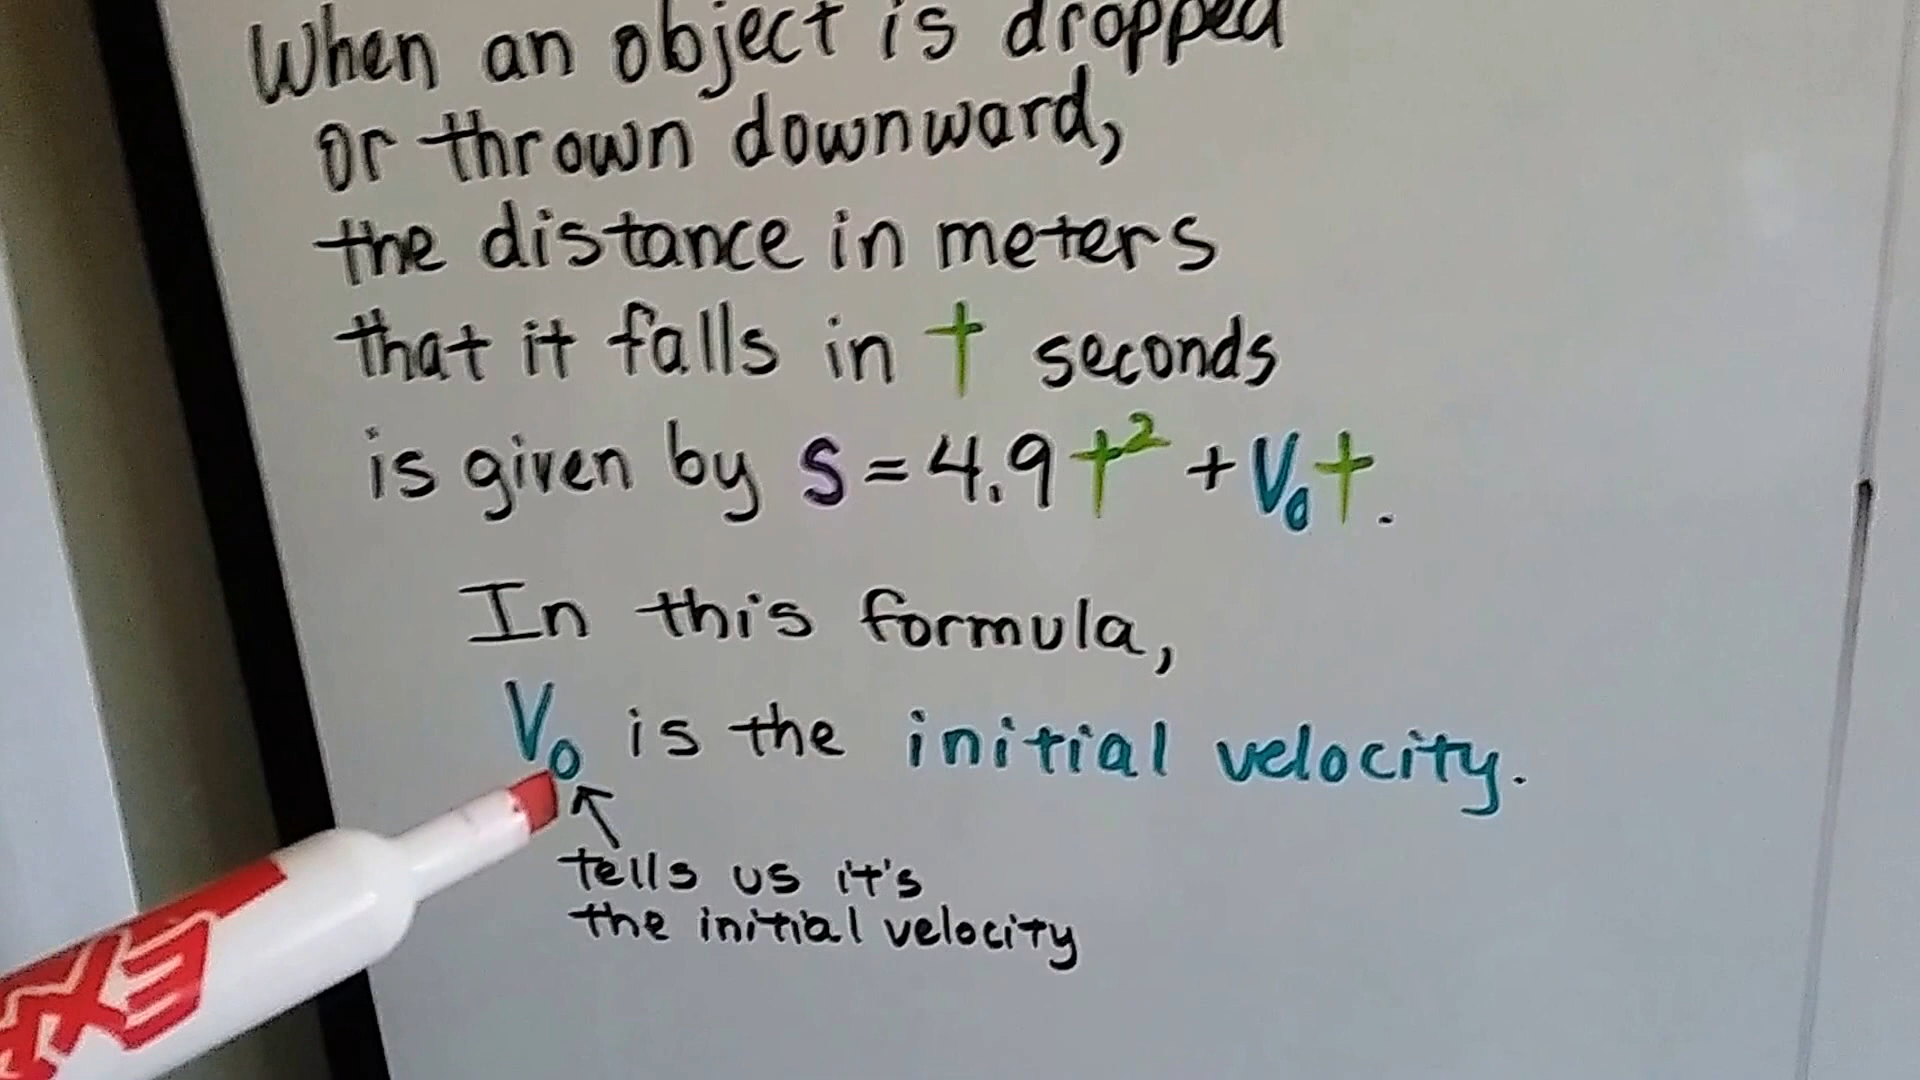 When an object is dropped
or thrown downward,
the distance in meters
that it falls in t seconds
is given by S = 4.9t² + V₀t.
In this formula,
V₀ is the initial velocity.
tells us it's
the initial velocity